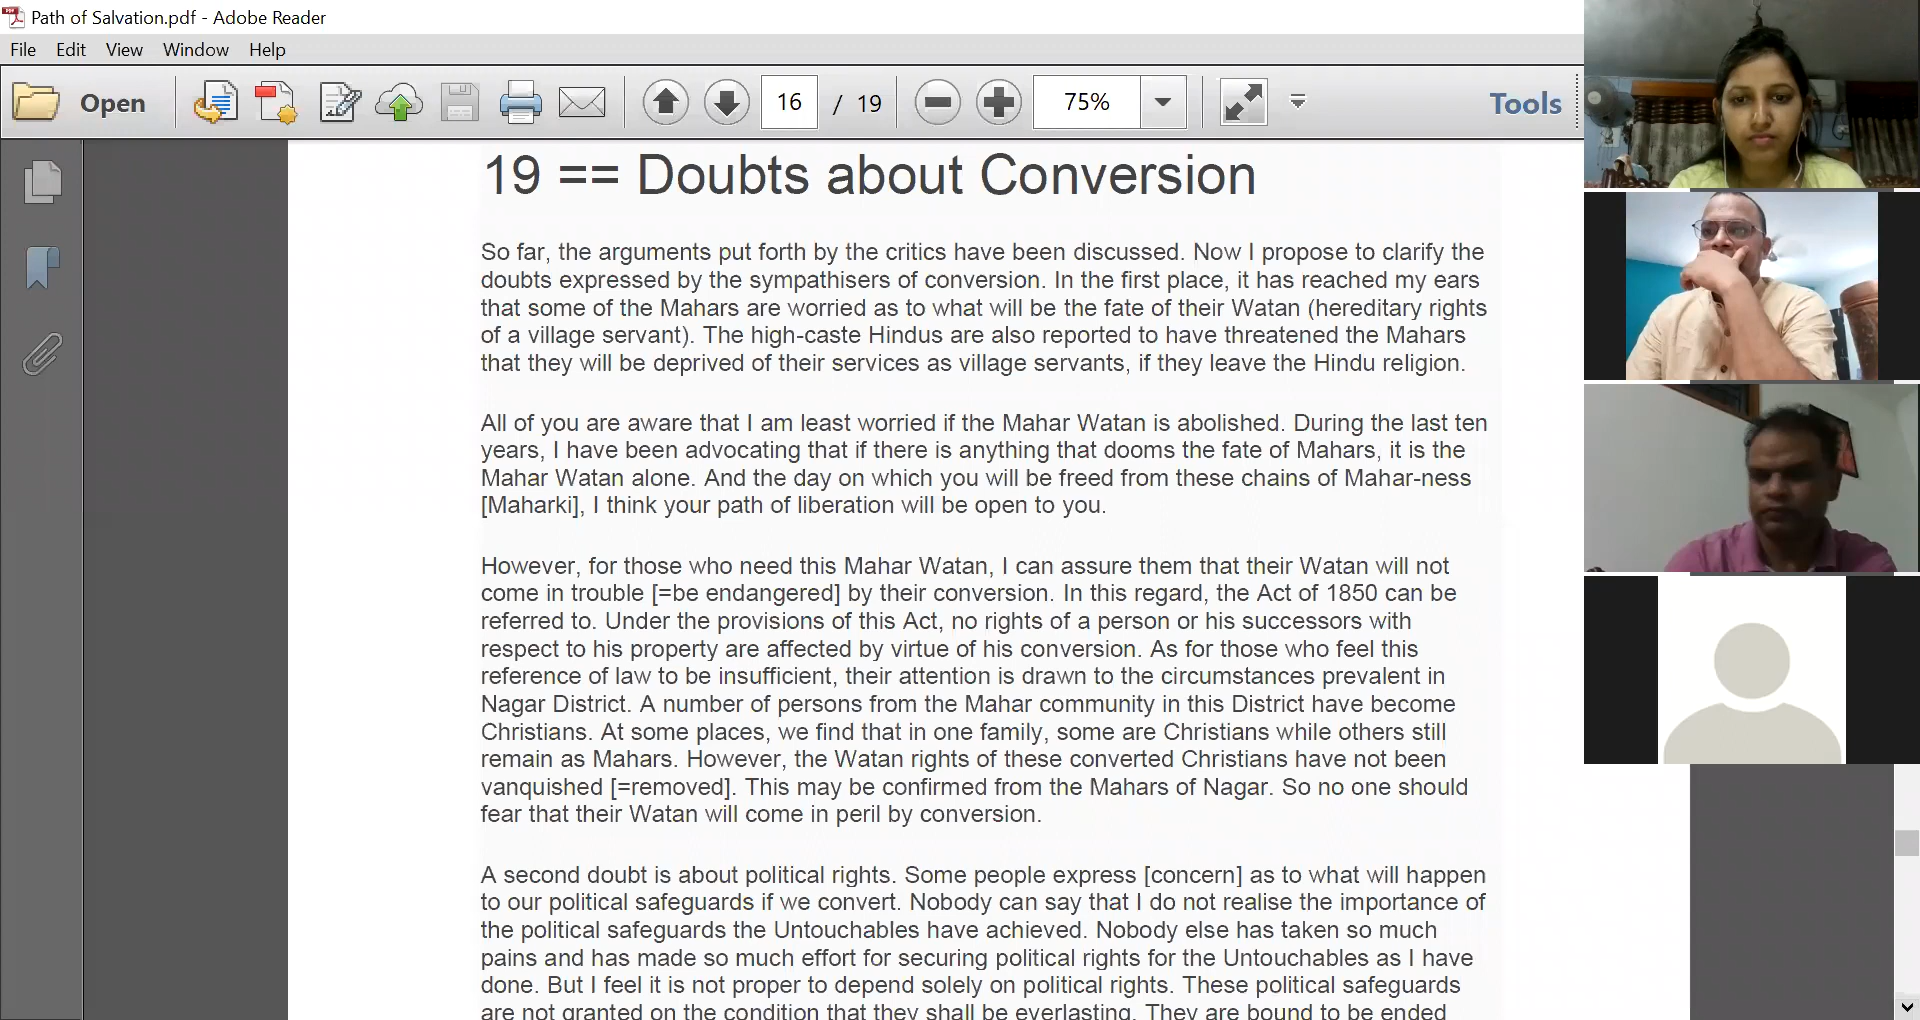 Path of Salvation.pdf - Adobe Reader
File Edit View Window Help
Open 16 / 19 75% Tools
19 == Doubts about Conversion
So far, the arguments put forth by the critics have been discussed. Now I propose to clarify the
doubts expressed by the sympathisers of conversion. In the first place, it has reached my ears
that some of the Mahars are worried as to what will be the fate of their Watan (hereditary rights
of a village servant). The high-caste Hindus are also reported to have threatened the Mahars
that they will be deprived of their services as village servants, if they leave the Hindu religion.
All of you are aware that I am least worried if the Mahar Watan is abolished. During the last ten
years, I have been advocating that if there is anything that dooms the fate of Mahars, it is the
Mahar Watan alone. And the day on which you will be freed from these chains of Mahar-ness
[Maharki], I think your path of liberation will be open to you.
However, for those who need this Mahar Watan, I can assure them that their Watan will not
come in trouble [=be endangered] by their conversion. In this regard, the Act of 1850 can be
referred to. Under the provisions of this Act, no rights of a person or his successors with
respect to his property are affected by virtue of his conversion. As for those who feel this
reference of law to be insufficient, their attention is drawn to the circumstances prevalent in
Nagar District. A number of persons from the Mahar community in this District have become
Christians. At some places, we find that in one family, some are Christians while others still
remain as Mahars. However, the Watan rights of these converted Christians have not been
vanquished [=removed]. This may be confirmed from the Mahars of Nagar. So no one should
fear that their Watan will come in peril by conversion.
A second doubt is about political rights. Some people express [concern] as to what will happen
to our political safeguards if we convert. Nobody can say that I do not realise the importance of
the political safeguards the Untouchables have achieved. Nobody else has taken so much
pains and has made so much effort for securing political rights for the Untouchables as I have
done. But I feel it is not proper to depend solely on political rights. These political safeguards
are not granted on the condition that they shall be everlasting. They are bound to be ended